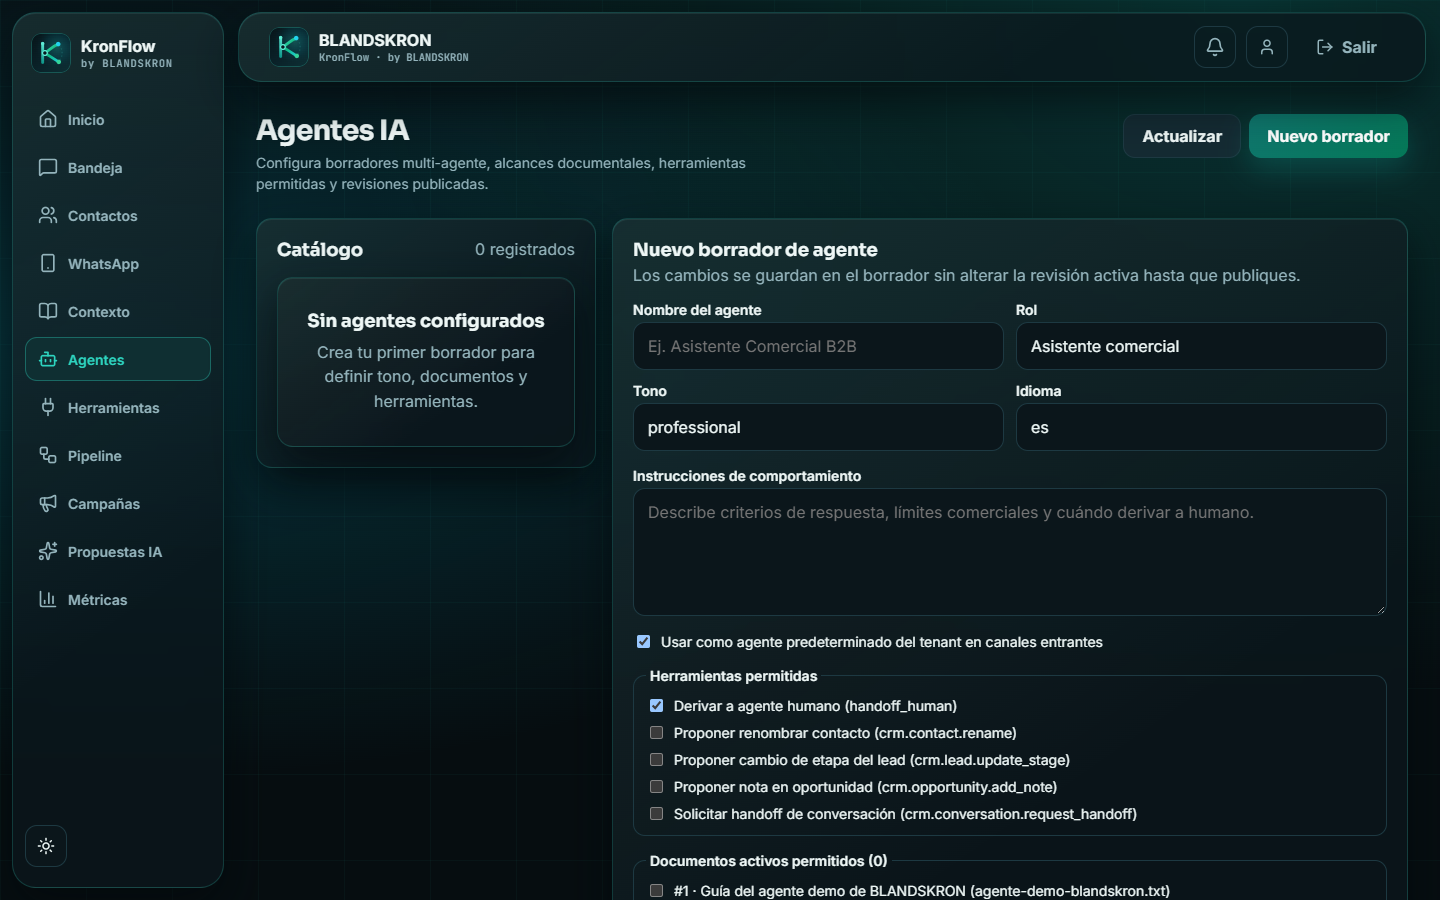 KronFlow
by BLANDSKRON
Inicio
Bandeja
Contactos
WhatsApp
Contexto
Agentes
Herramientas
Pipeline
Campañas
Propuestas IA
Métricas
BLANDSKRON
KronFlow · by BLANDSKRON
Salir
Agentes IA
Configura borradores multi-agente, alcances documentales, herramientas
permitidas y revisiones publicadas.
Actualizar
Nuevo borrador
Catálogo
0 registrados
Sin agentes configurados
Crea tu primer borrador para
definir tono, documentos y
herramientas.
Nuevo borrador de agente
Los cambios se guardan en el borrador sin alterar la revisión activa hasta que publiques.
Nombre del agente
Ej. Asistente Comercial B2B
Rol
Asistente comercial
Tono
professional
Idioma
es
Instrucciones de comportamiento
Describe criterios de respuesta, límites comerciales y cuándo derivar a humano.
Usar como agente predeterminado del tenant en canales entrantes
Herramientas permitidas
Derivar a agente humano (handoff_human)
Proponer renombrar contacto (crm.contact.rename)
Proponer cambio de etapa del lead (crm.lead.update_stage)
Proponer nota en oportunidad (crm.opportunity.add_note)
Solicitar handoff de conversación (crm.conversation.request_handoff)
Documentos activos permitidos (0)
#1 · Guía del agente demo de BLANDSKRON (agente-demo-blandskron.txt)